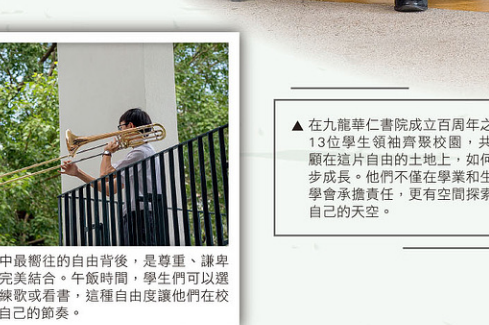 ▲ 在九龍華仁書院成立百周年之
13位學生領袖齊聚校園，共
顧在這片自由的土地上，如何
步成長。他們不僅在學業和生
學會承擔責任，更有空間探索
自己的天空。
中最嚮往的自由背後，是尊重、謙卑
完美結合。午飯時間，學生們可以選
練歌或看書，這種自由度讓他們在校
自己的節奏。